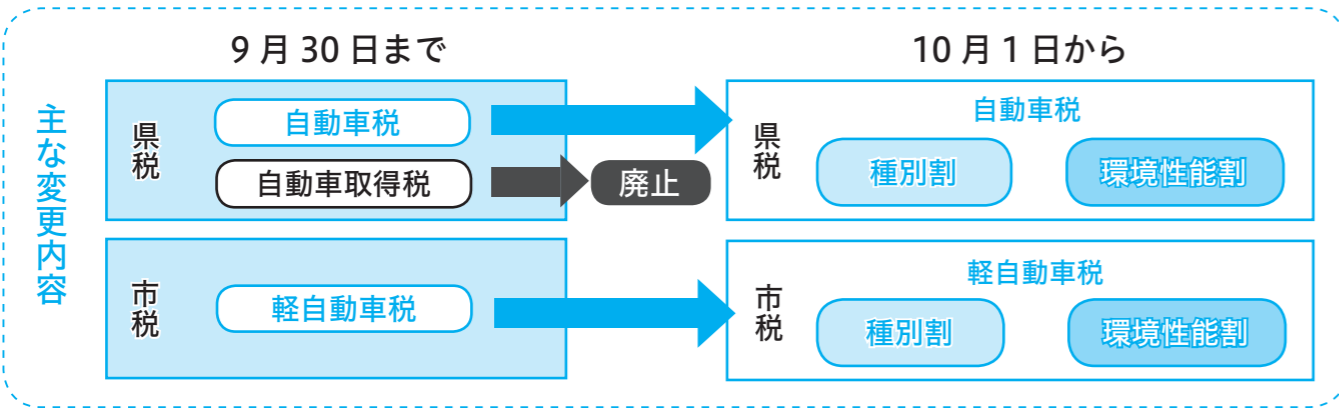 主な変更内容
9月30日まで
県税
自動車税
自動車取得税
廃止
市税
軽自動車税
10月1日から
県税
自動車税
種別割
環境性能割
市税
軽自動車税
種別割
環境性能割